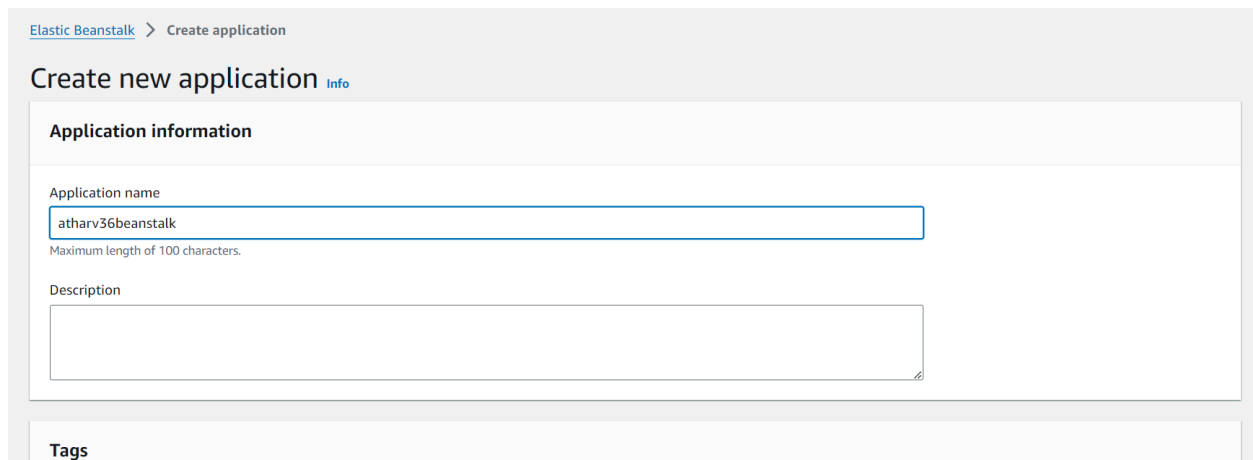 Elastic Beanstalk > Create application
Create new application Info
Application information
Application name
atharv36beanstalk
Maximum length of 100 characters.
Description
Tags